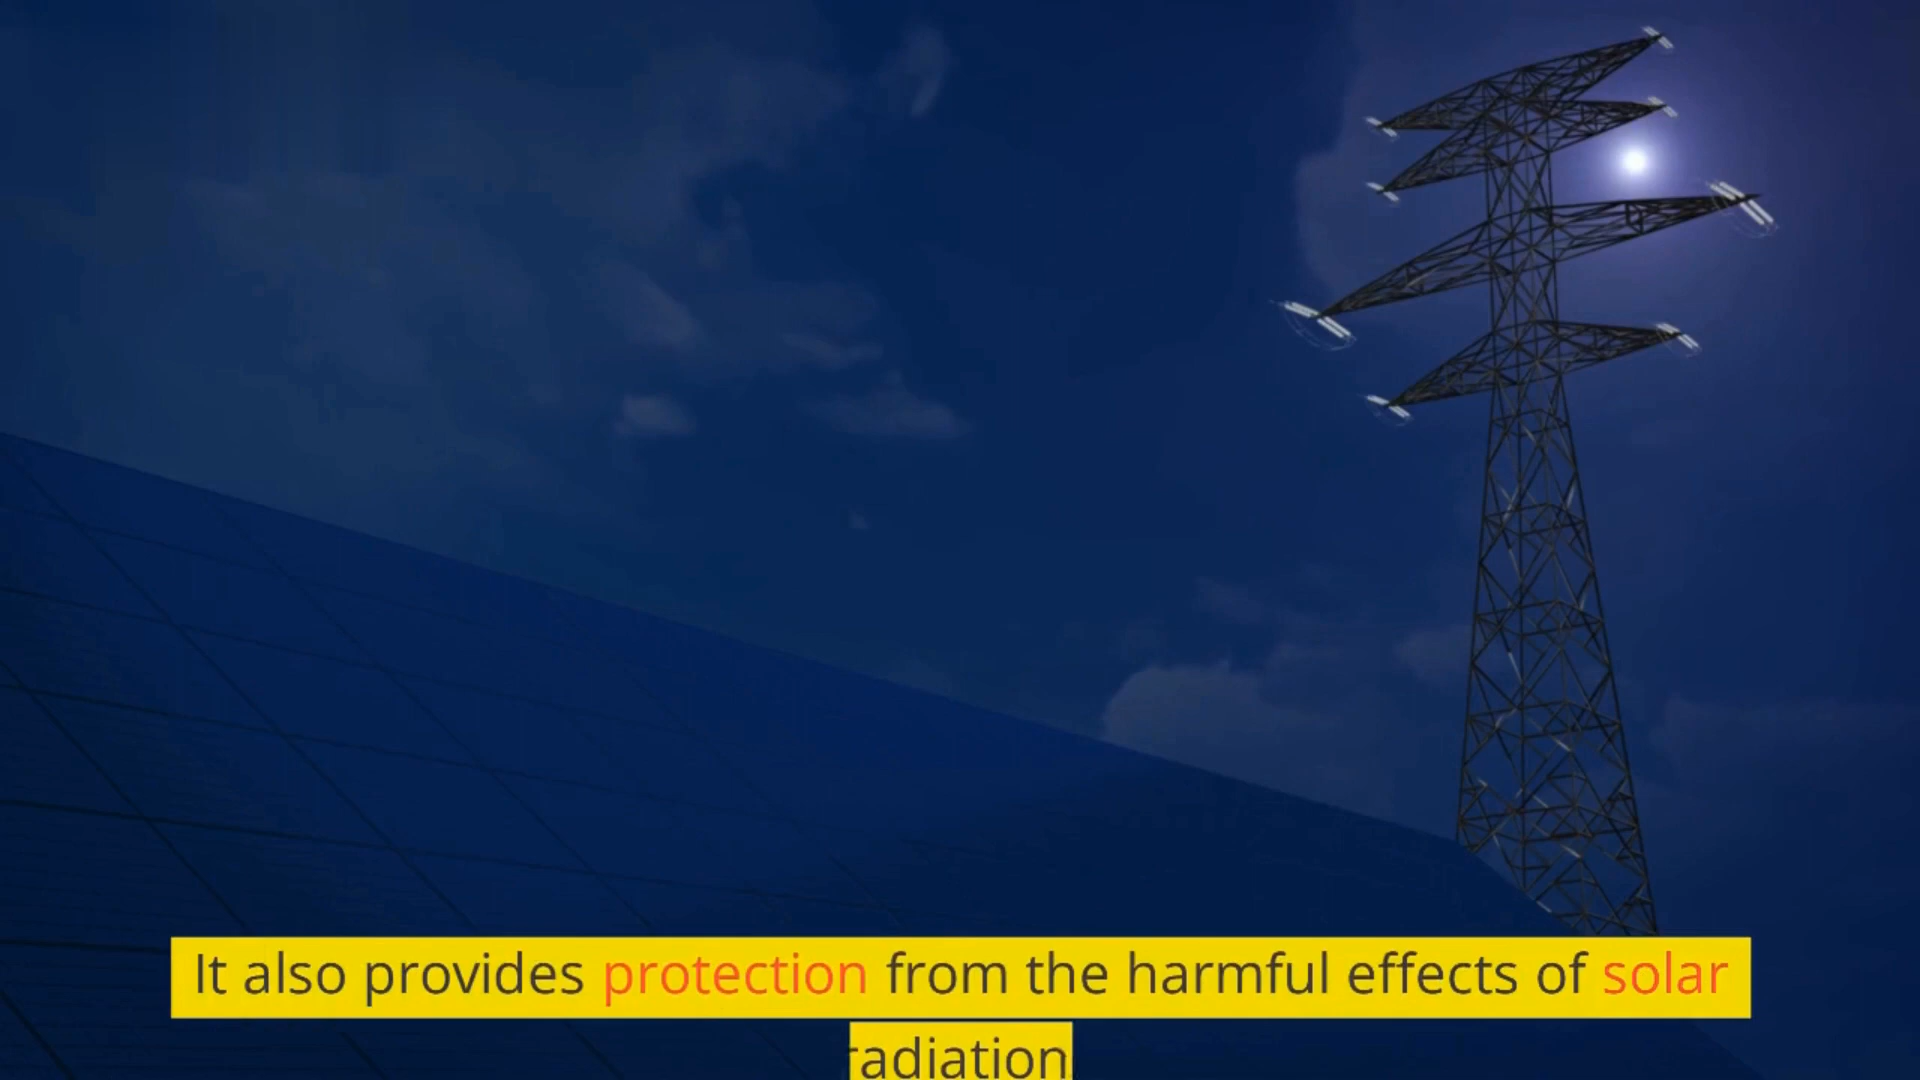 It also provides protection from the harmful effects of solar
radiation